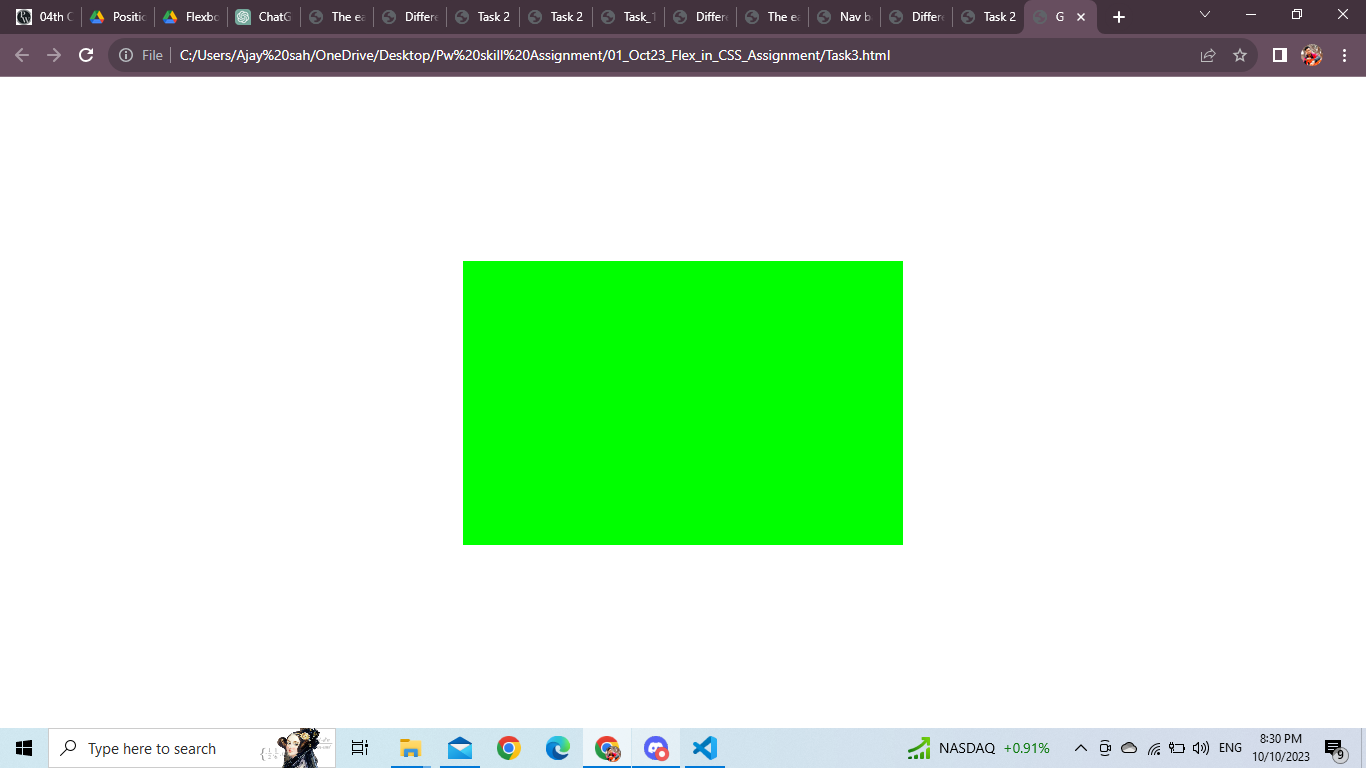 04th C
Positic
Flexbo
ChatG
The ea
Differe
Task 2
Task 2
Task_1
Differe
The ea
Nav ba
Differe
Task 2
G
File
C:/Users/Ajay%20sah/OneDrive/Desktop/Pw%20skill%20Assignment/01_Oct23_Flex_in_CSS_Assignment/Task3.html
Type here to search
NASDAQ +0.91%
ENG
8:30 PM
10/10/2023
9